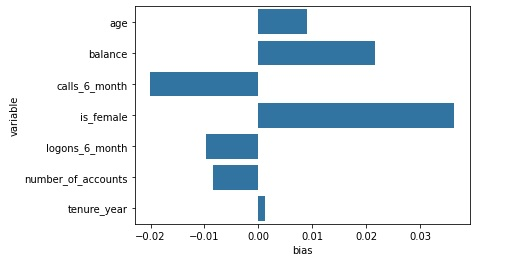 age
balance
calls_6_month
is_female
logons_6_month
number_of_accounts
tenure_year
variable
−0.02 −0.01 0.00 0.01 0.02 0.03
bias